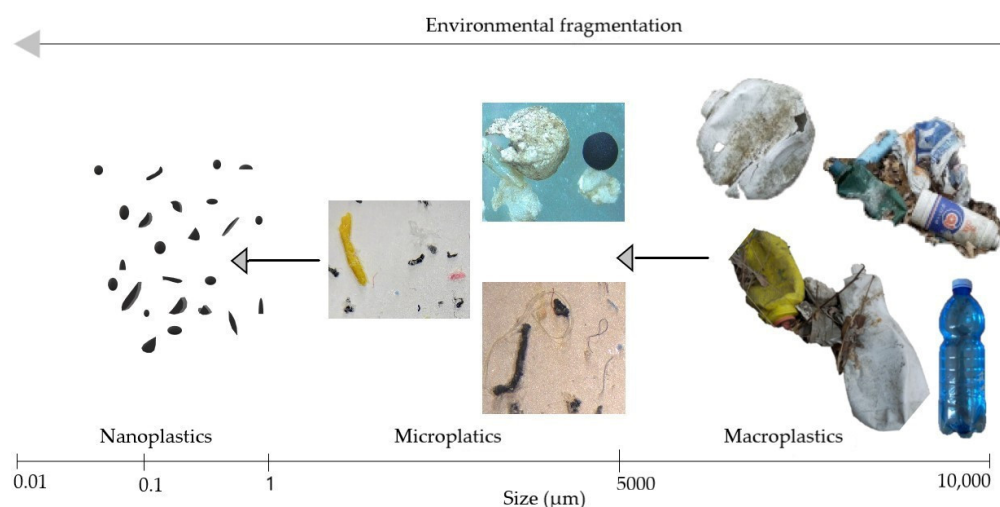 Environmental fragmentation
Nanoplastics
Microplatics
Macroplastics
0.01
0.1
1
5000
10,000
Size (μm)